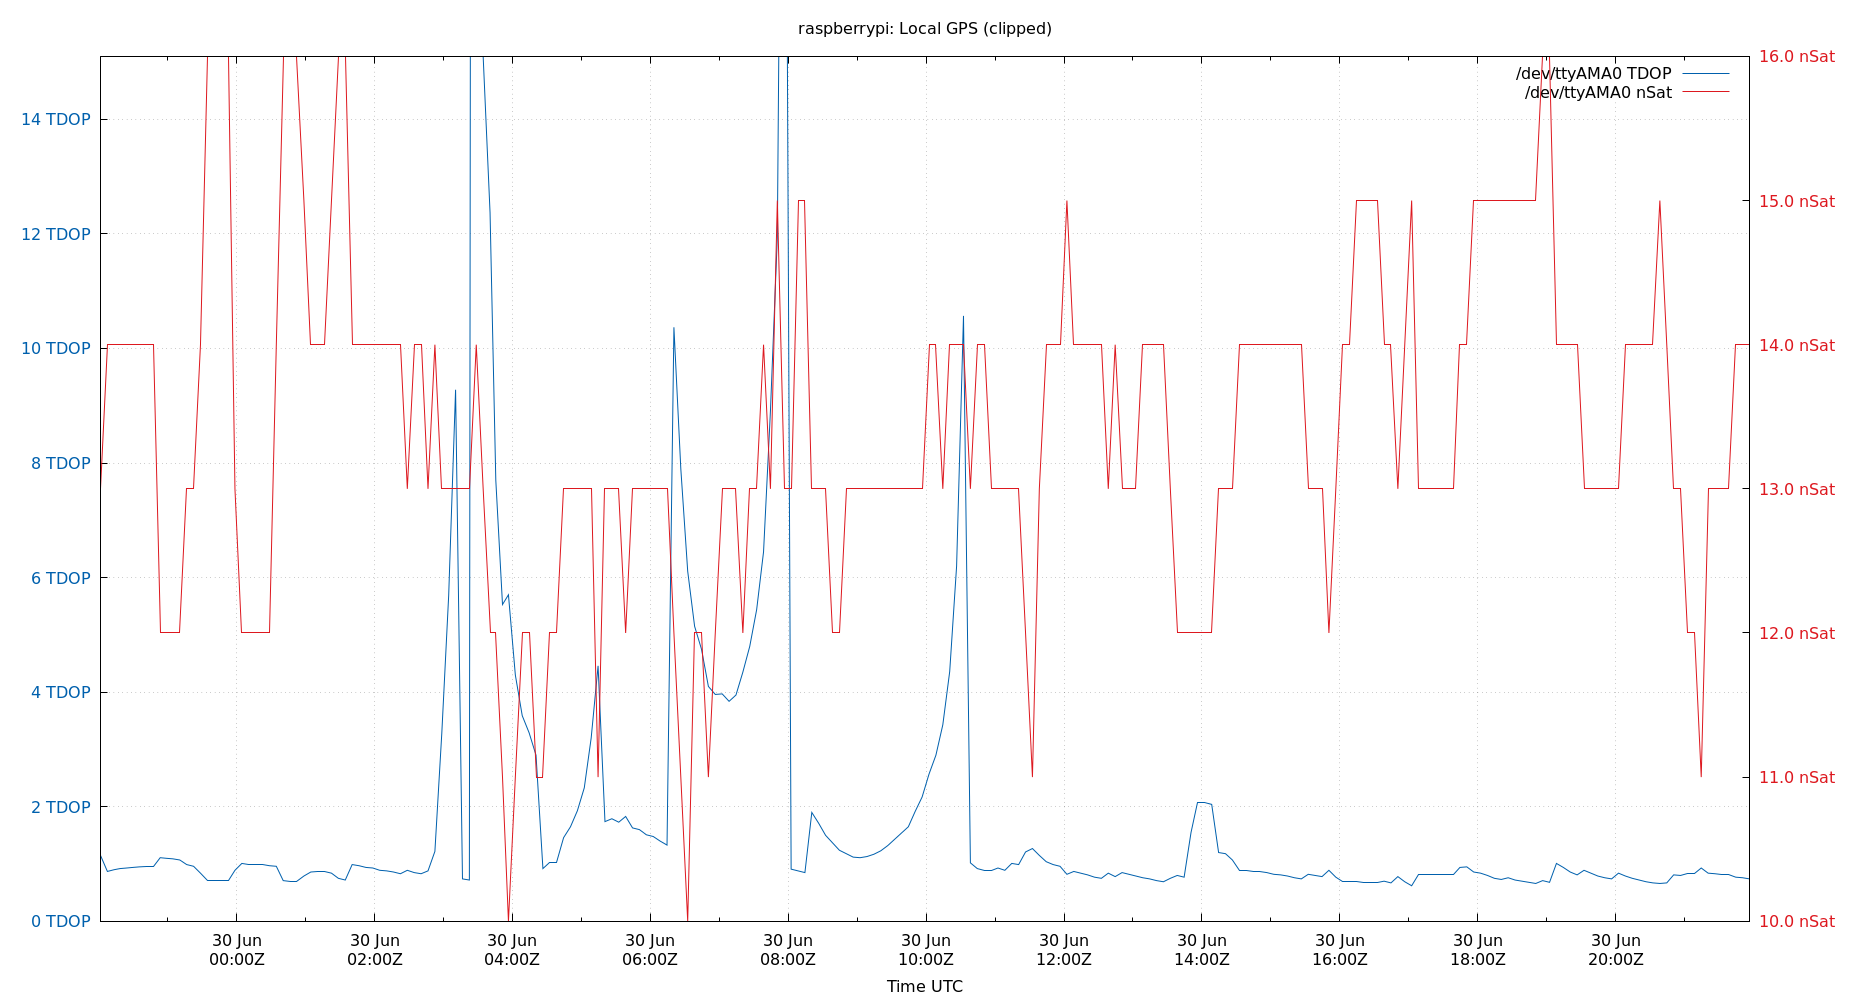 raspberrypi: Local GPS (clipped)
16.0 nSat
/dev/ttyAMA0 TDOP
/dev/ttyAMA0 nSat
14 TDOP
15.0 nSat
12 TDOP
10 TDOP
14.0 nSat
8 TDOP
13.0 nSat
6 TDOP
12.0 nSat
4 TDOP
11.0 nSat
2 TDOP
0 TDOP
10.0 nSat
30 Jun 30 Jun 30 Jun 30 Jun 30 Jun 30 Jun 30 Jun 30 Jun 30 Jun 30 Jun 30 Jun
00:00Z 02:00Z 04:00Z 06:00Z 08:00Z 10:00Z 12:00Z 14:00Z 16:00Z 18:00Z 20:00Z
Time UTC